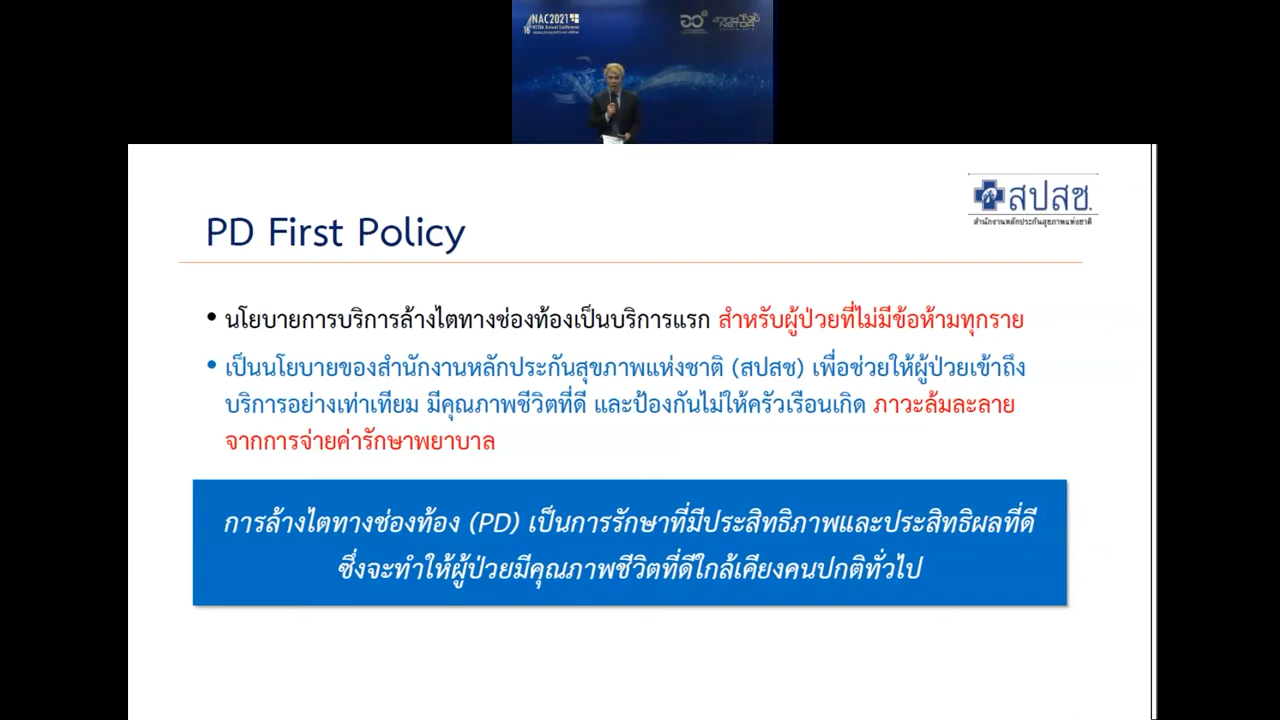 NAC2021
NSTDA Annual Conference
สวทช
NSTDA
สปสช.
สำนักงานหลักประกันสุขภาพแห่งชาติ
PD First Policy
• นโยบายการบริการล้างไตทางช่องท้องเป็นบริการแรก สำหรับผู้ป่วยที่ไม่มีข้อห้ามทุกราย
• เป็นนโยบายของสำนักงานหลักประกันสุขภาพแห่งชาติ (สปสช) เพื่อช่วยให้ผู้ป่วยเข้าถึง
บริการอย่างเท่าเทียม มีคุณภาพชีวิตที่ดี และป้องกันไม่ให้ครัวเรือนเกิด ภาวะล้มละลาย
จากการจ่ายค่ารักษาพยาบาล
การล้างไตทางช่องท้อง (PD) เป็นการรักษาที่มีประสิทธิภาพและประสิทธิผลที่ดี
ซึ่งจะทำให้ผู้ป่วยมีคุณภาพชีวิตที่ดีใกล้เคียงคนปกติทั่วไป